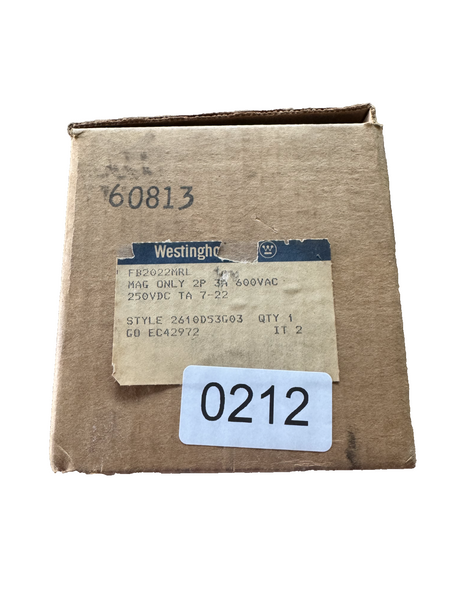 60813
Westingho
FB2022MRL
MAG ONLY 2P 3A 600VAC
250VDC TA 7-22
STYLE 2610D53G03 QTY 1
GO EC42972 IT 2
0212